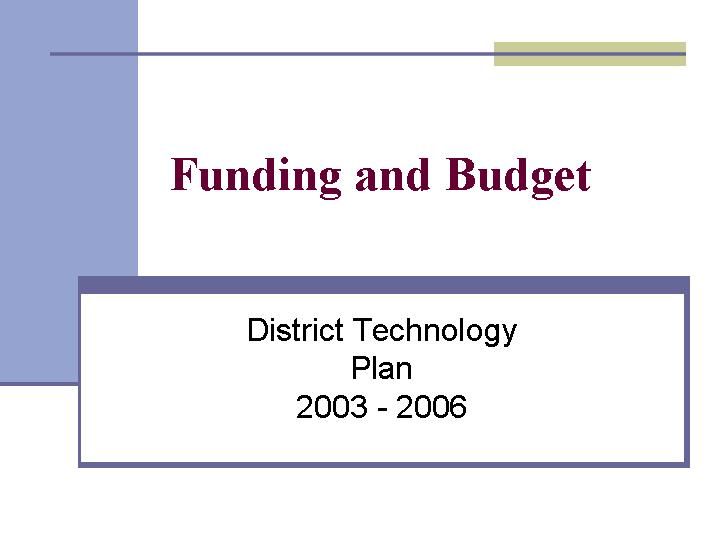 Funding and Budget
District Technology
Plan
2003 - 2006